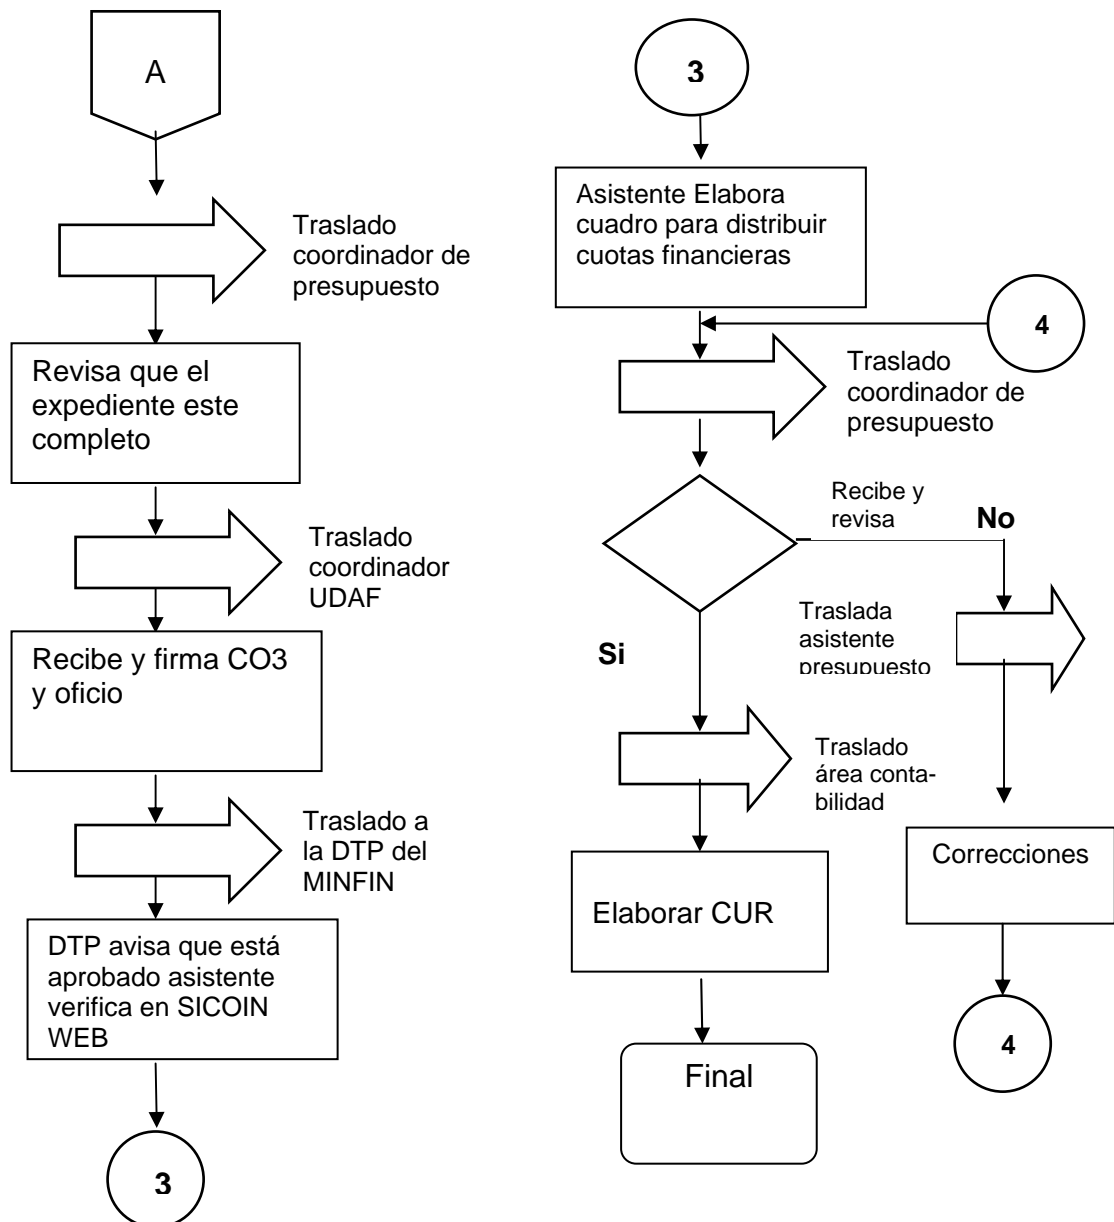 A
Traslado
coordinador de
presupuesto
Revisa que el
expediente este
completo
Traslado
coordinador
UDAF
Recibe y firma CO3
y oficio
Traslado a
la DTP del
MINFIN
DTP avisa que está
aprobado asistente
verifica en SICOIN
WEB
3
3
Asistente Elabora
cuadro para distribuir
cuotas financieras
4
Traslado
coordinador de
presupuesto
Recibe y
revisa
No
Si
Traslada
asistente
presupuesto
Traslado
área conta-
bilidad
Correcciones
Elaborar CUR
4
Final